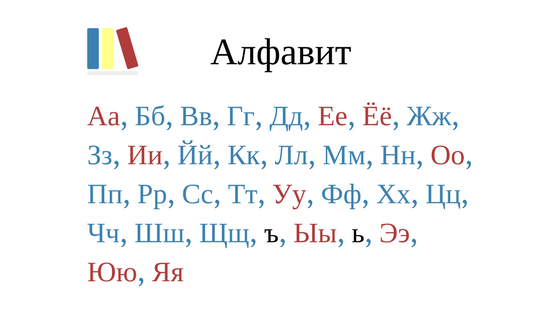 Алфавит
Аа, Бб, Вв, Гг, Дд, Ее, Ёё, Жж,
Зз, Ии, Йй, Кк, Лл, Мм, Нн, Оо,
Пп, Рр, Сс, Тт, Уу, Фф, Хх, Цц,
Чч, Шш, Щщ, ъ, Ыы, ь, Ээ,
Юю, Яя